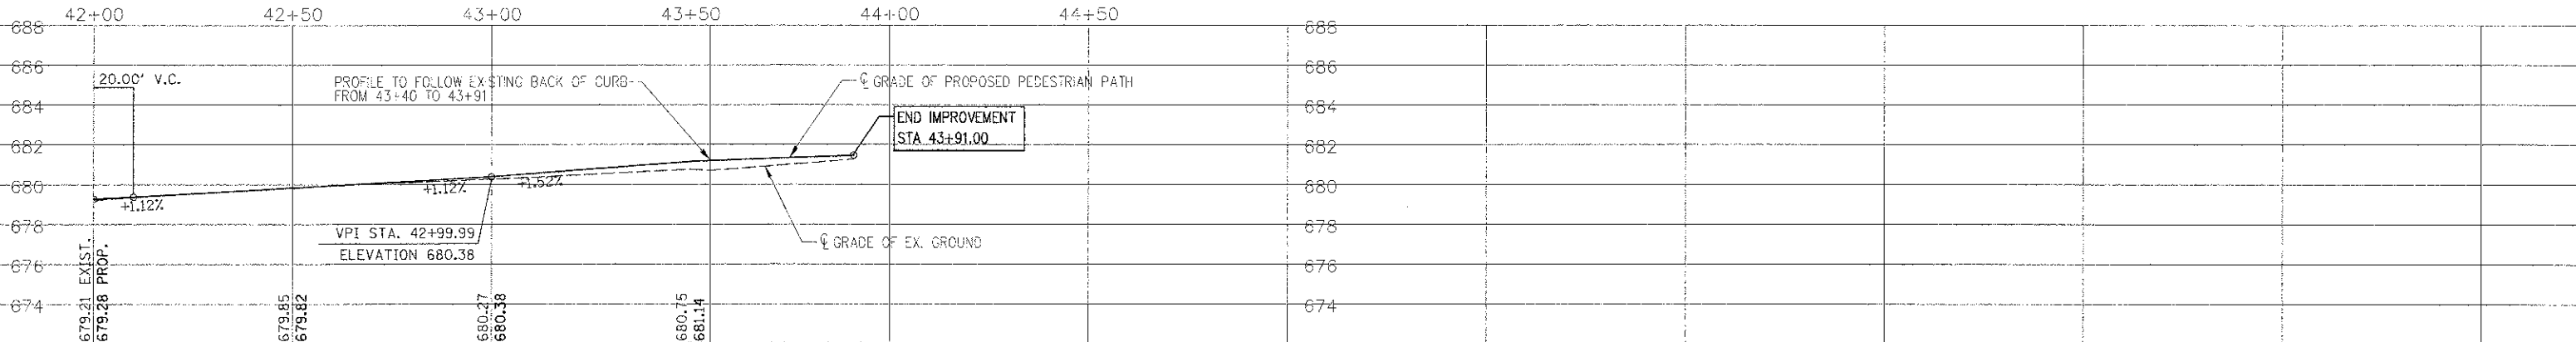 42+00 42+50 43+00 43+50 44+00 44+50
688 688
686 686
20.00' V.C.
PROFILE TO FOLLOW EXISTING BACK OF CURB
FROM 43+40 TO 43+91
℄ GRADE OF PROPOSED PEDESTRIAN PATH
684 684
END IMPROVEMENT
STA 43+91.00
682 682
680 680
+1.12% +1.12% +1.52%
678 678
VPI STA. 42+99.99
ELEVATION 680.38
℄ GRADE OF EX. GROUND
676 676
674 674
679.21 EXIST.
679.28 PROP.
679.85
679.82
680.27
680.38
680.75
681.14